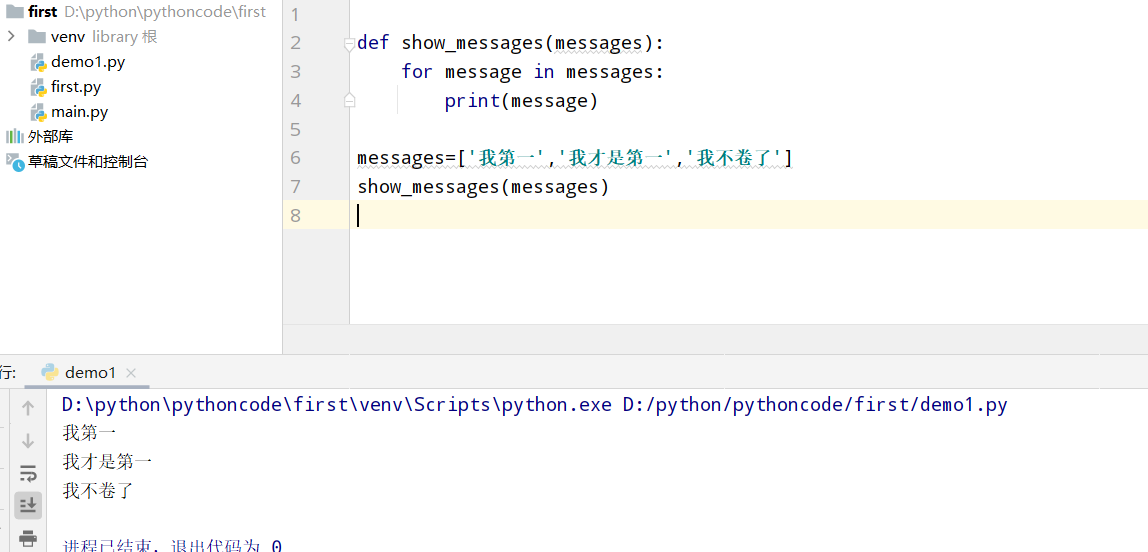 first D:\python\pythoncode\first
venv library 根
demo1.py
first.py
main.py
外部库
草稿文件和控制台
1
2 def show_messages(messages):
3     for message in messages:
4         print(message)
5
6 messages=['我第一','我才是第一','我不卷了']
7 show_messages(messages)
8
行: demo1
D:\python\pythoncode\first\venv\Scripts\python.exe D:/python/pythoncode/first/demo1.py
我第一
我才是第一
我不卷了
进程已结束，退出代码为 0